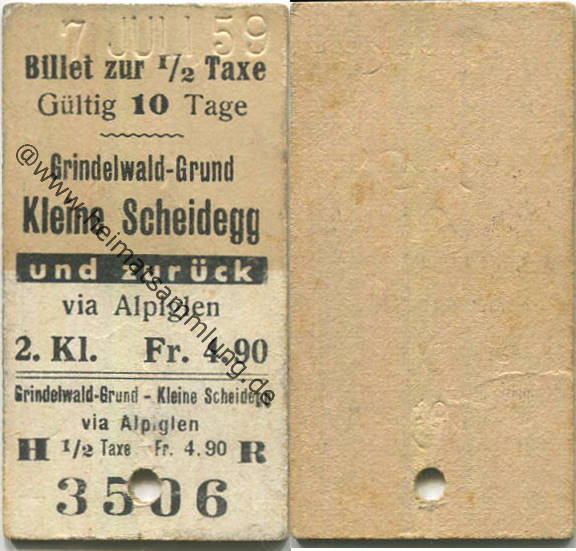 7 JULI 59
Billet zur 1/2 Taxe
Gültig 10 Tage
Grindelwald-Grund
Kleine Scheidegg
und zurück
via Alpiglen
2. Kl. Fr. 4.90
Grindelwald-Grund - Kleine Scheidegg
via Alpiglen
H 1/2 Taxe Fr. 4.90 R
3506
@www.heimatsammlung.de